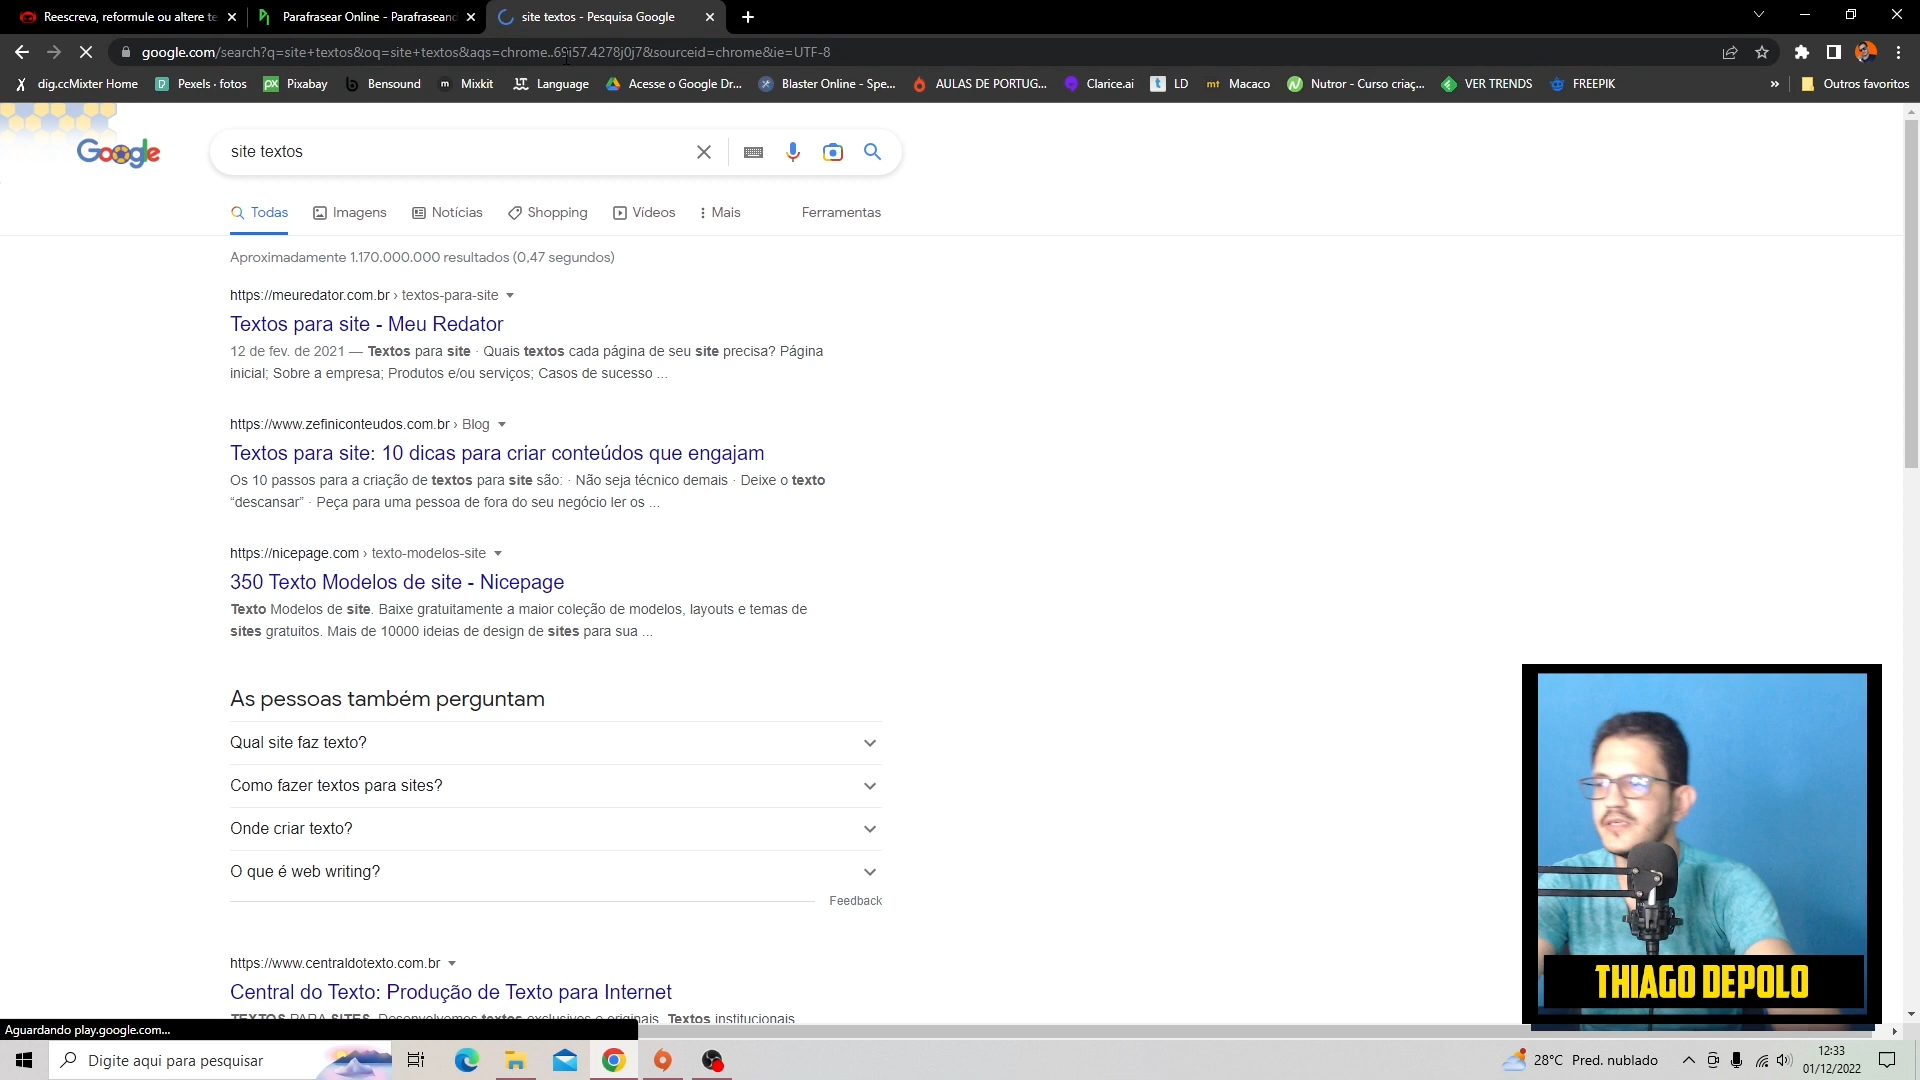 Reescreva, reformule ou altere te
Parafrasear Online - Parafraseand
site textos - Pesquisa Google
google.com/search?q=site+textos&oq=site+textos&aqs=chrome..69i57.4278j0j7&sourceid=chrome&ie=UTF-8
dig.ccMixter Home
Pexels · fotos
px Pixabay
b Bensound
m Mixkit
LT Language
Acesse o Google Dr...
Blaster Online - Spe...
AULAS DE PORTUG...
Clarice.ai
t LD
mt Macaco
Nutror - Curso criaç...
VER TRENDS
FREEPIK
»
Outros favoritos
Google
site textos
Todas
Imagens
Notícias
Shopping
Vídeos
Mais
Ferramentas
Aproximadamente 1.170.000.000 resultados (0,47 segundos)
https://meuredator.com.br › textos-para-site
Textos para site - Meu Redator
12 de fev. de 2021 — Textos para site · Quais textos cada página de seu site precisa? Página
inicial; Sobre a empresa; Produtos e/ou serviços; Casos de sucesso ...
https://www.zefiniconteudos.com.br › Blog
Textos para site: 10 dicas para criar conteúdos que engajam
Os 10 passos para a criação de textos para site são: · Não seja técnico demais · Deixe o texto
“descansar” · Peça para uma pessoa de fora do seu negócio ler os ...
https://nicepage.com › texto-modelos-site
350 Texto Modelos de site - Nicepage
Texto Modelos de site. Baixe gratuitamente a maior coleção de modelos, layouts e temas de
sites gratuitos. Mais de 10000 ideias de design de sites para sua ...
As pessoas também perguntam
Qual site faz texto?
Como fazer textos para sites?
Onde criar texto?
O que é web writing?
Feedback
https://www.centraldotexto.com.br
Central do Texto: Produção de Texto para Internet
TEXTOS PARA SITES. Desenvolvemos textos exclusivos e originais. Textos institucionais
THIAGO DEPOLO
Aguardando play.google.com...
Digite aqui para pesquisar
28°C Pred. nublado
12:33
01/12/2022